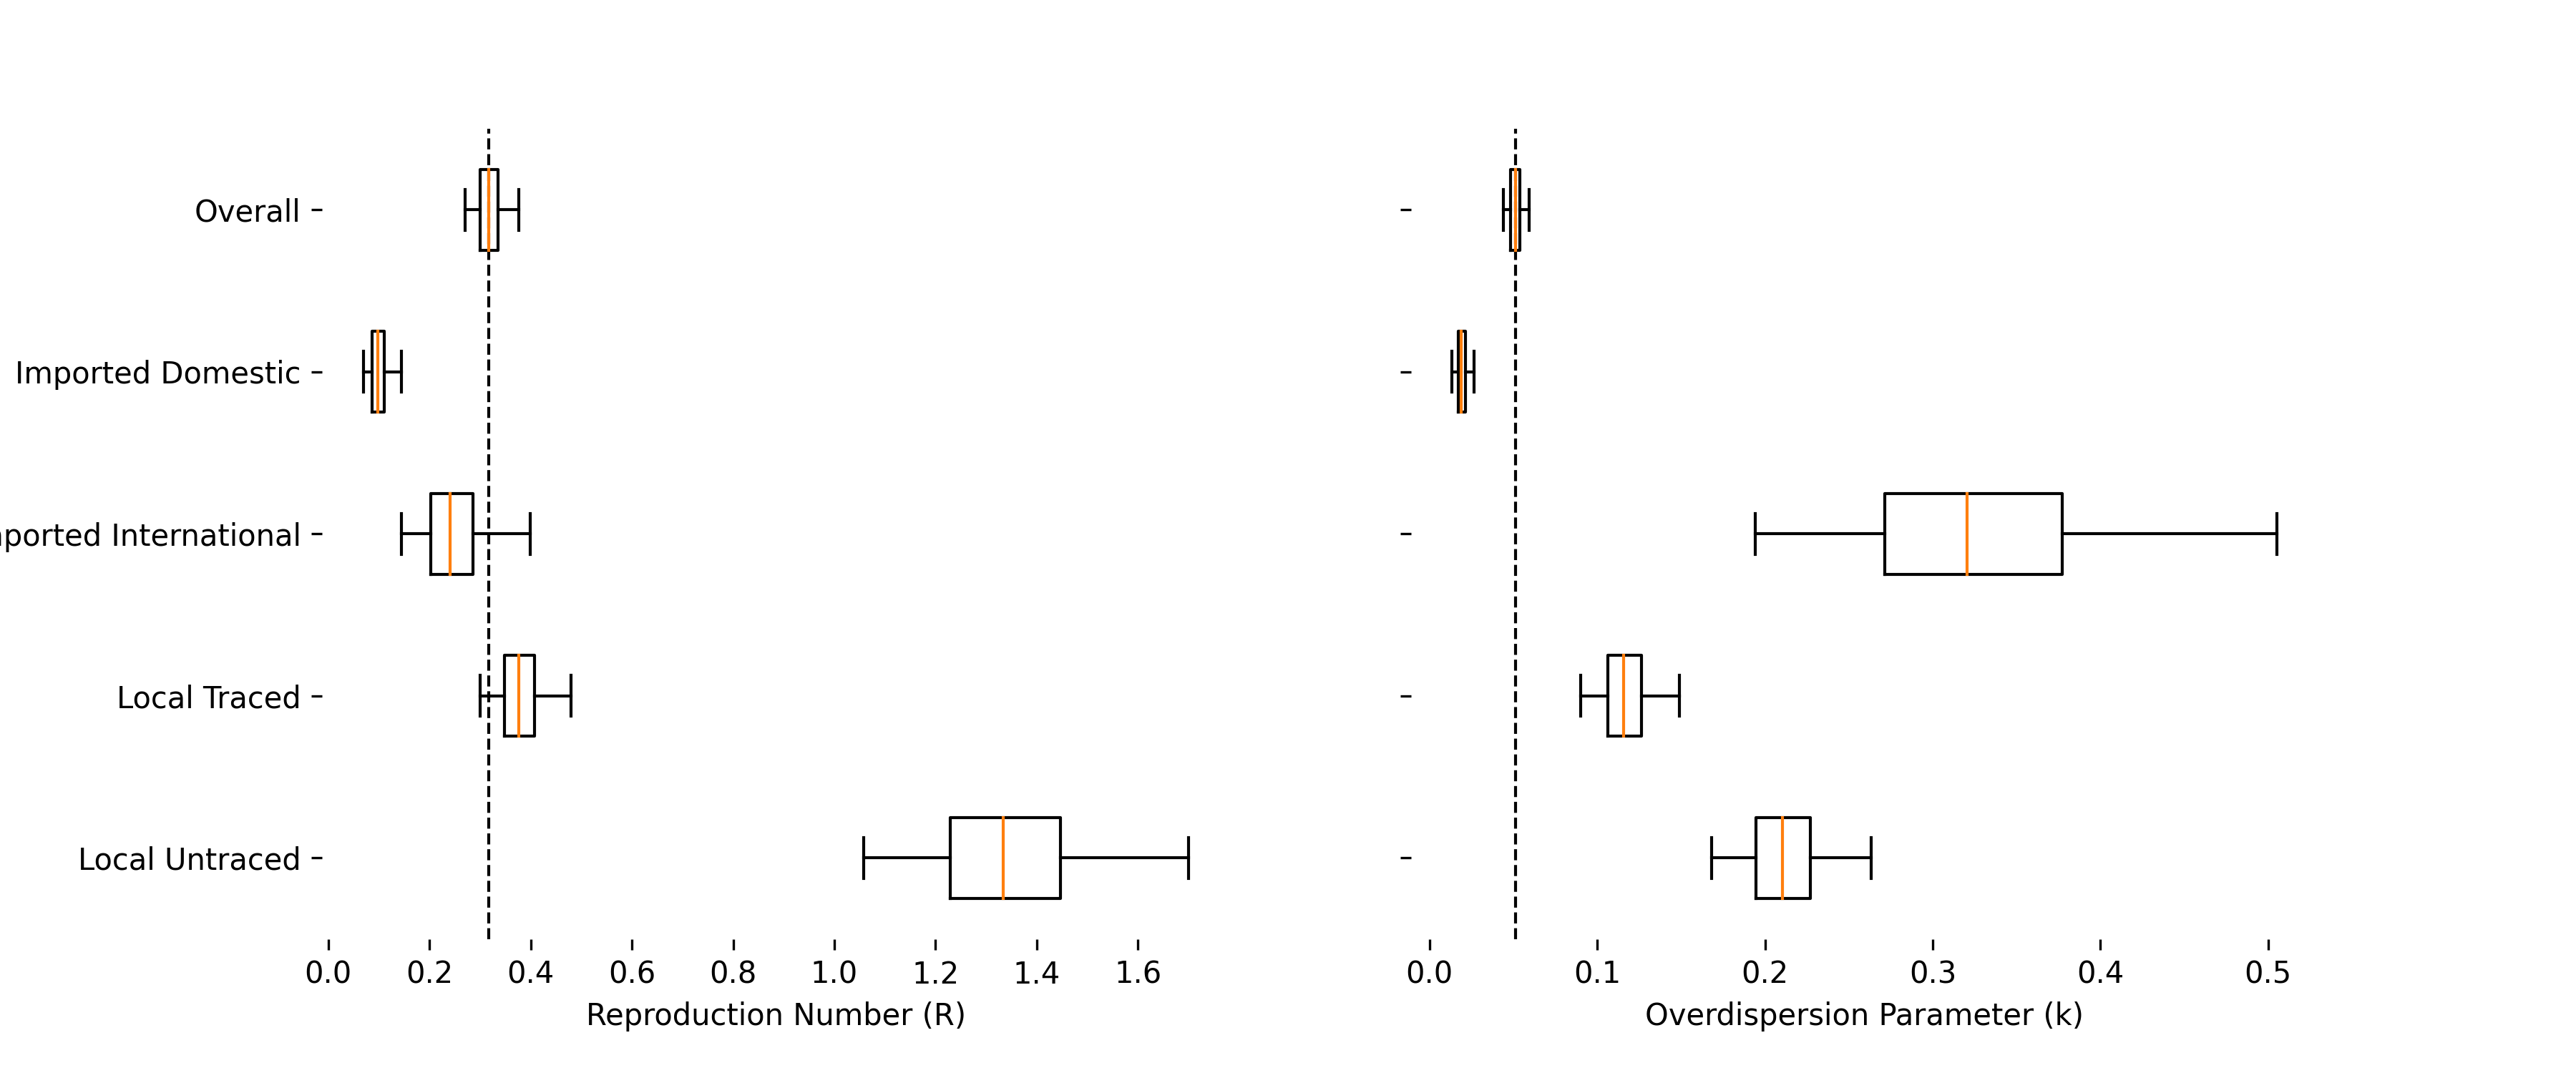 Overall
Imported Domestic
ported International
Local Traced
Local Untraced
0.0 0.2 0.4 0.6 0.8 1.0 1.2 1.4 1.6
Reproduction Number (R)
0.0 0.1 0.2 0.3 0.4 0.5
Overdispersion Parameter (k)